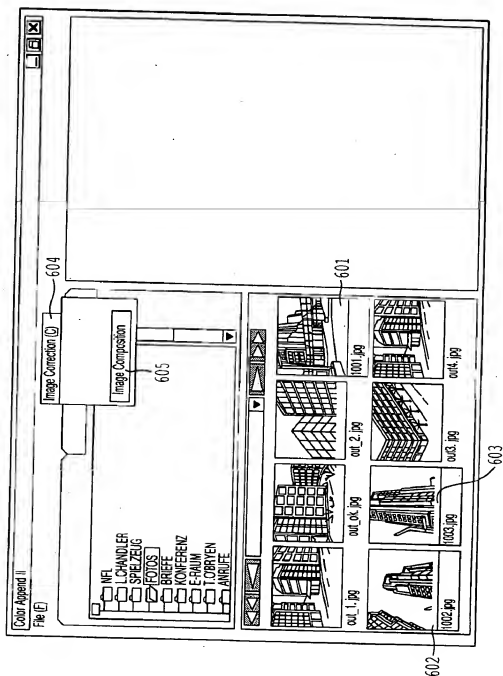 Color Append II
File (F)
Image Correction (C)
604
Image Composition
605
NFL
L.CHANDLER
SPIELZEUG
FOTOS
BRIEFE
KONFERENZ
E-RAUM
T.OBRYEN
ANRUFE
out_1.jpg
out_ok.jpg
out_2.jpg
1001.jpg
601
1002.jpg
1003.jpg
out3.jpg
out4.jpg
602
603